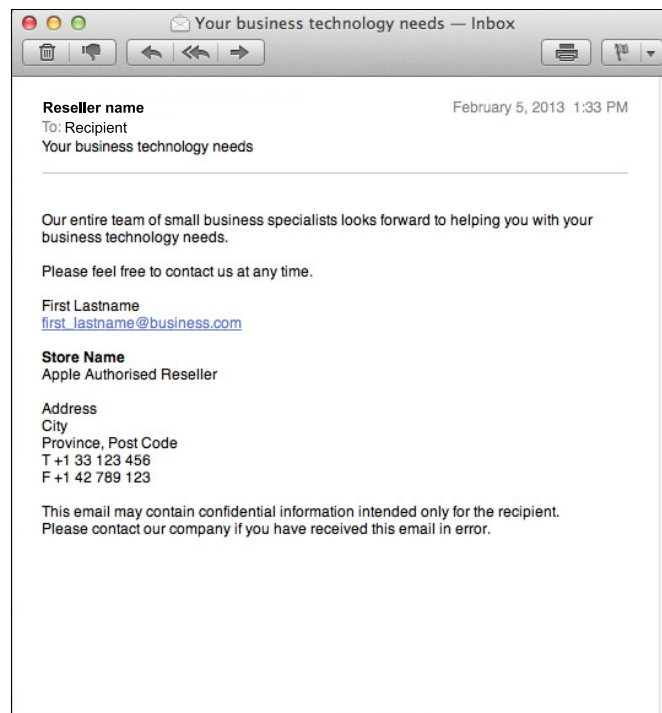 Your business technology needs — Inbox
Reseller name
February 5, 2013 1:33 PM
To: Recipient
Your business technology needs
Our entire team of small business specialists looks forward to helping you with your
business technology needs.
Please feel free to contact us at any time.
First Lastname
first_lastname@business.com
Store Name
Apple Authorised Reseller
Address
City
Province, Post Code
T +1 33 123 456
F +1 42 789 123
This email may contain confidential information intended only for the recipient.
Please contact our company if you have received this email in error.